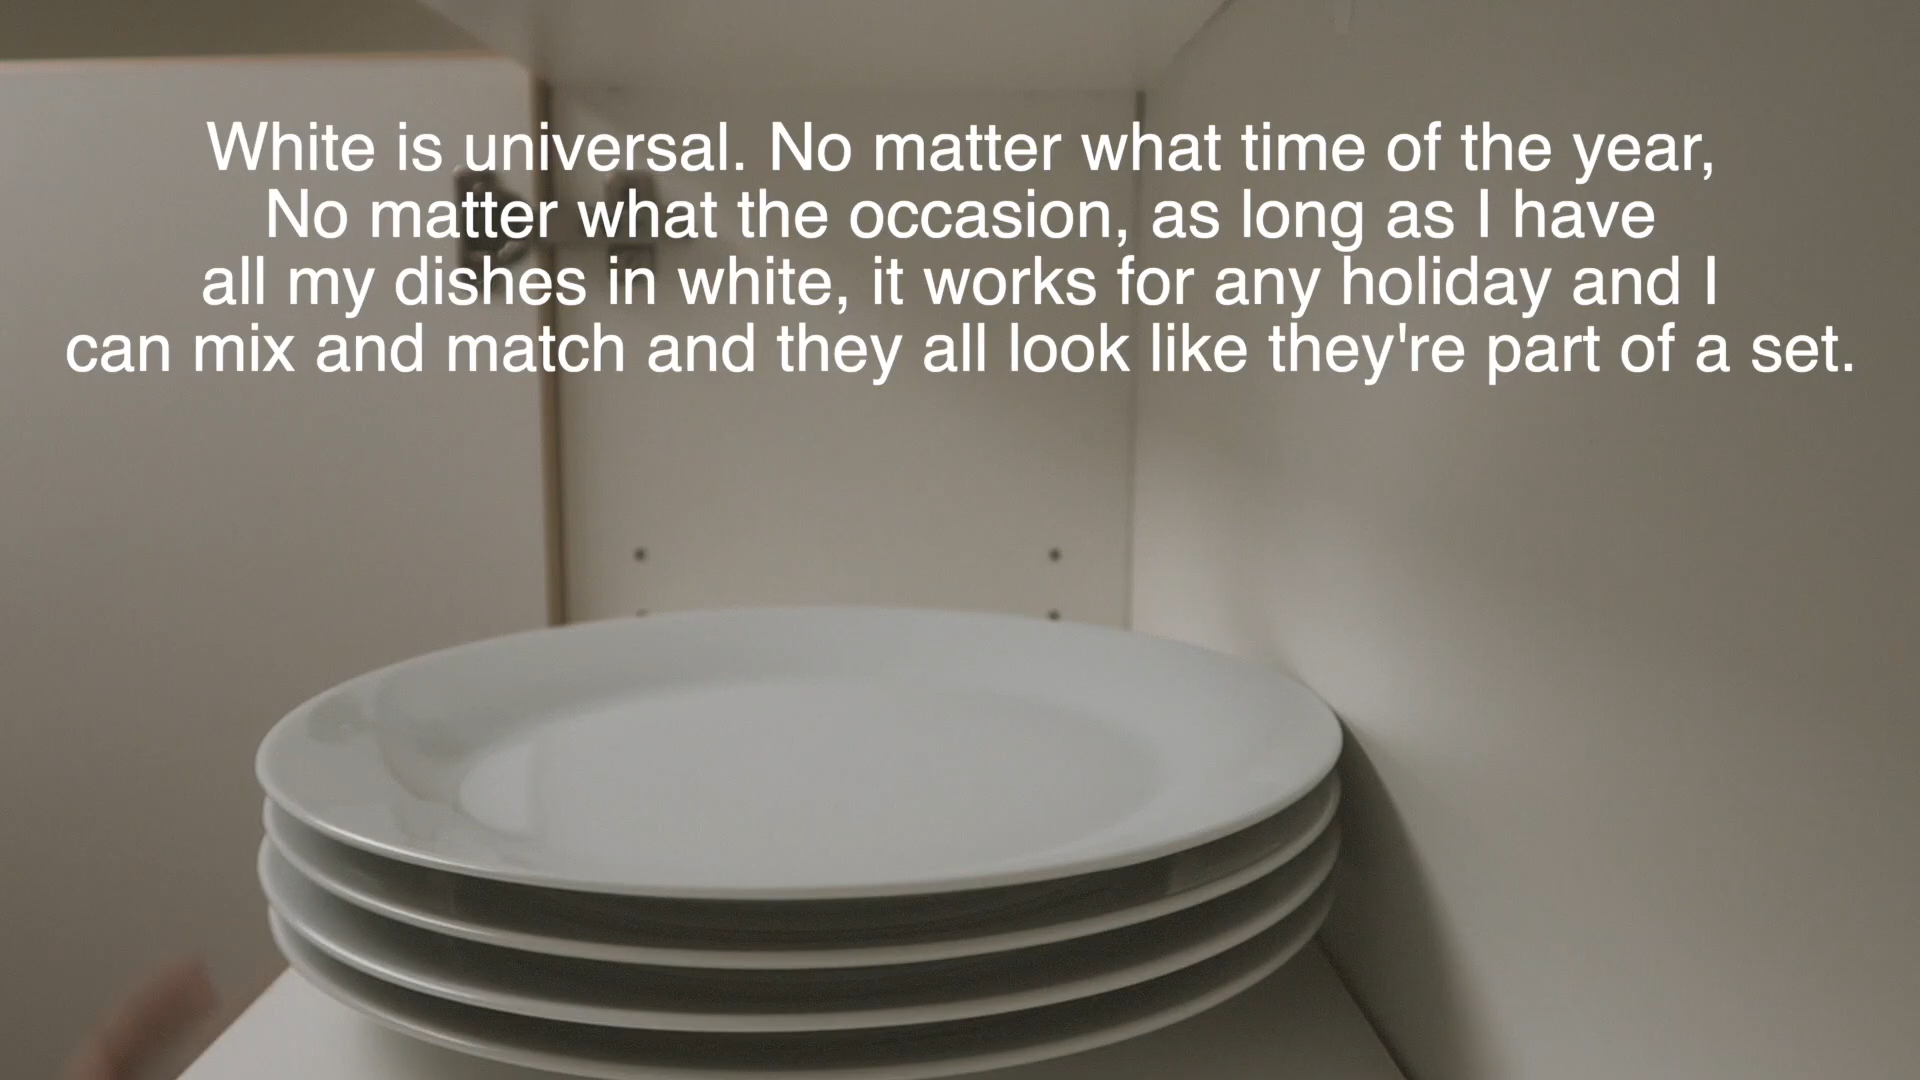 White is universal. No matter what time of the year,
No matter what the occasion, as long as I have
all my dishes in white, it works for any holiday and I
can mix and match and they all look like they're part of a set.